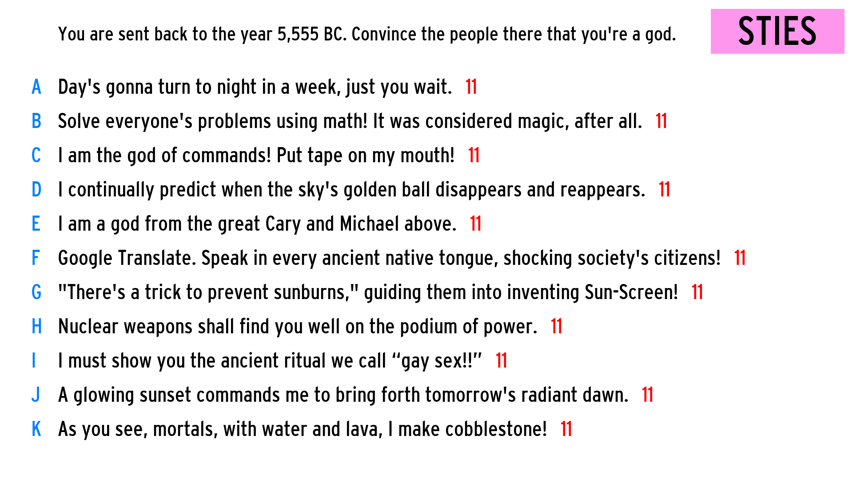 You are sent back to the year 5,555 BC. Convince the people there that you're a god.
STIES
A Day's gonna turn to night in a week, just you wait. 11
B Solve everyone's problems using math! It was considered magic, after all. 11
C I am the god of commands! Put tape on my mouth! 11
D I continually predict when the sky's golden ball disappears and reappears. 11
E I am a god from the great Cary and Michael above. 11
F Google Translate. Speak in every ancient native tongue, shocking society's citizens! 11
G "There's a trick to prevent sunburns," guiding them into inventing Sun-Screen! 11
H Nuclear weapons shall find you well on the podium of power. 11
I I must show you the ancient ritual we call “gay sex!!” 11
J A glowing sunset commands me to bring forth tomorrow's radiant dawn. 11
K As you see, mortals, with water and lava, I make cobblestone! 11